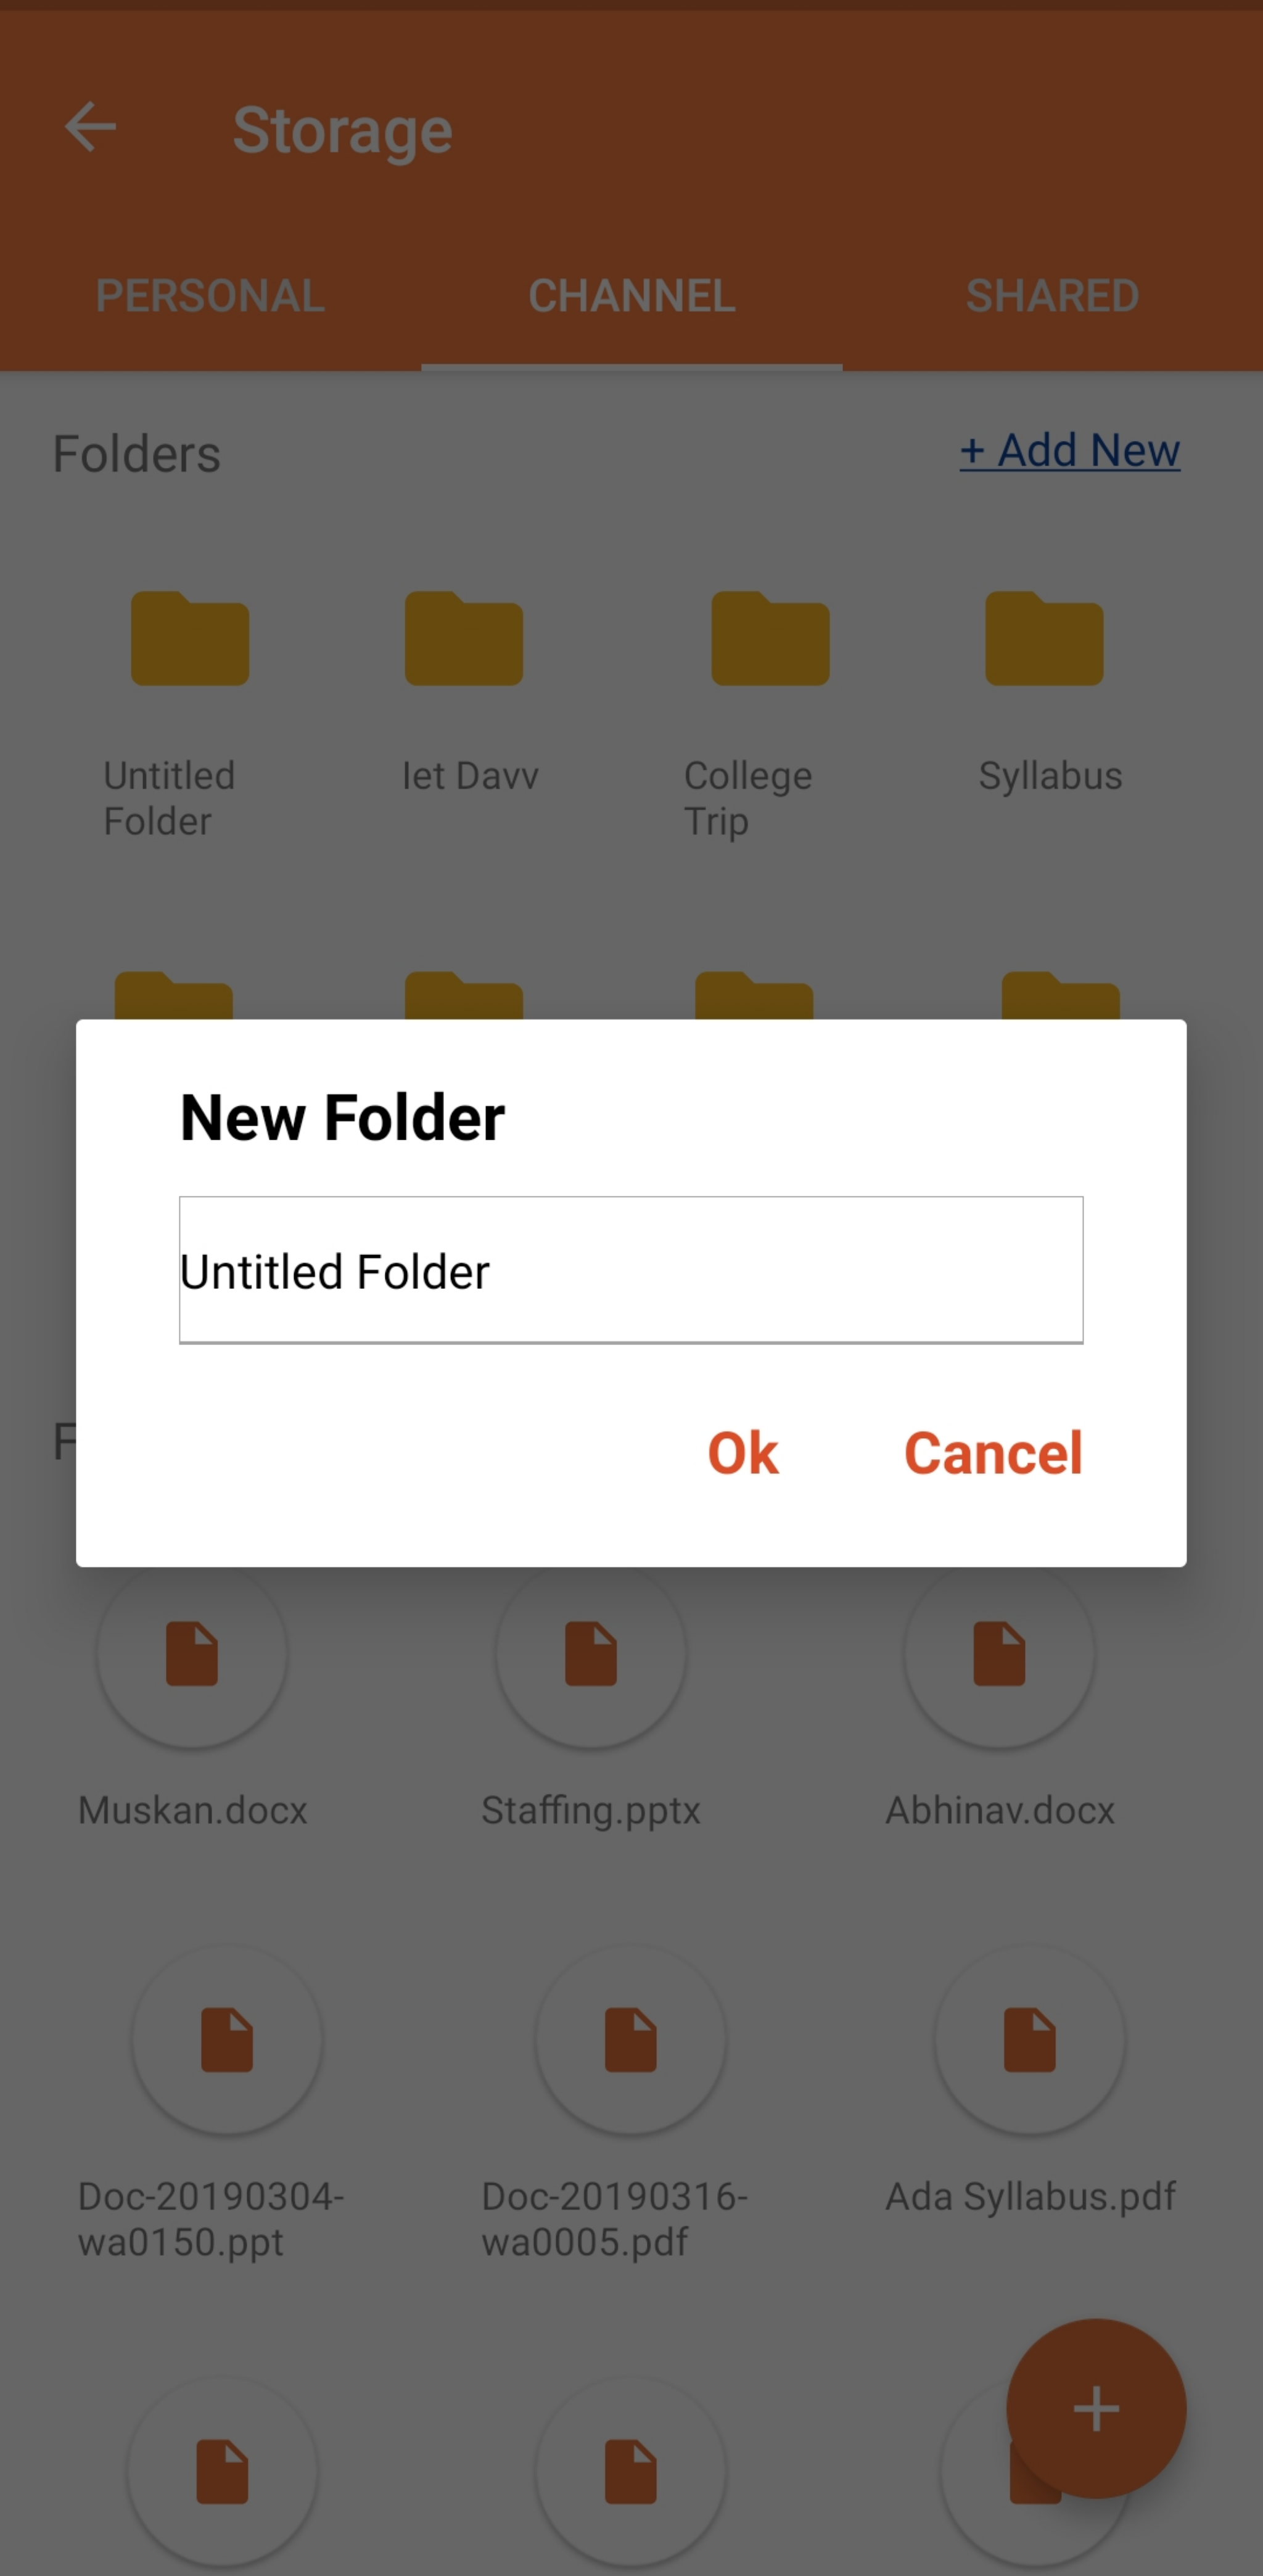 Storage
PERSONAL CHANNEL SHARED
Folders + Add New
Untitled Folder
Iet Davv
College Trip
Syllabus
New Folder
Untitled Folder
Ok Cancel
Muskan.docx Staffing.pptx Abhinav.docx
Doc-20190304-
wa0150.ppt
Doc-20190316-
wa0005.pdf
Ada Syllabus.pdf